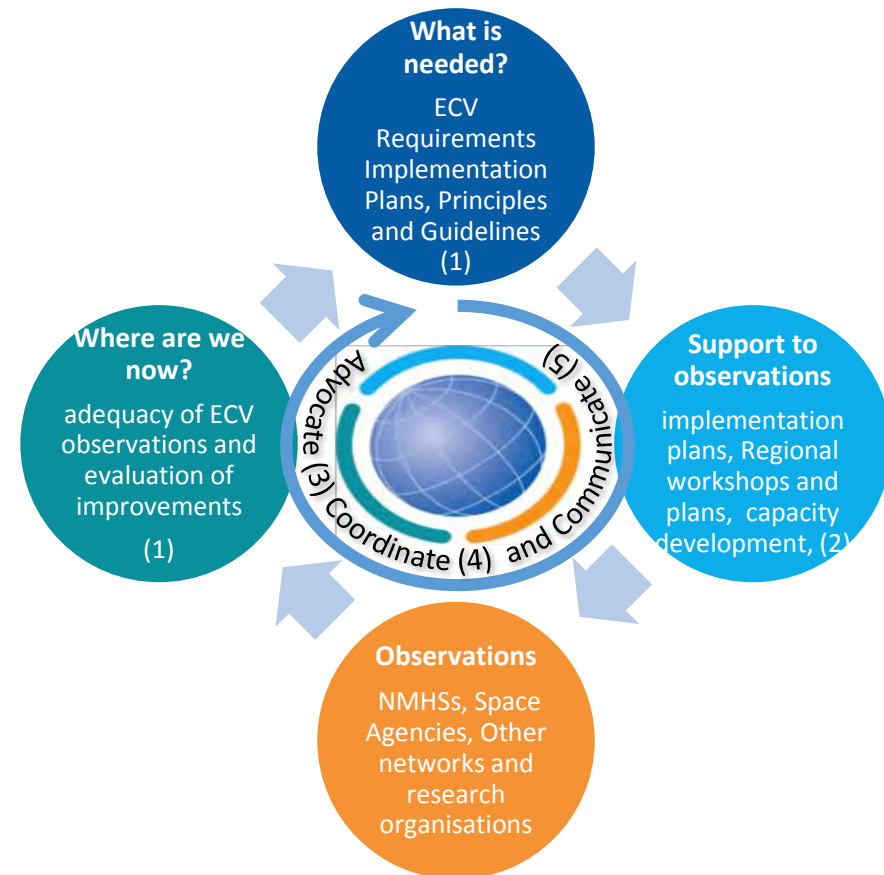 What is
needed?
ECV
Requirements
Implementation
Plans, Principles
and Guidelines
(1)
Where are we
now?
adequacy of ECV
observations and
evaluation of
improvements
(1)
Advocate (3) Coordinate (4) and Communicate (5)
Support to
observations
implementation
plans, Regional
workshops and
plans, capacity
development, (2)
Observations
NMHSs, Space
Agencies, Other
networks and
research
organisations